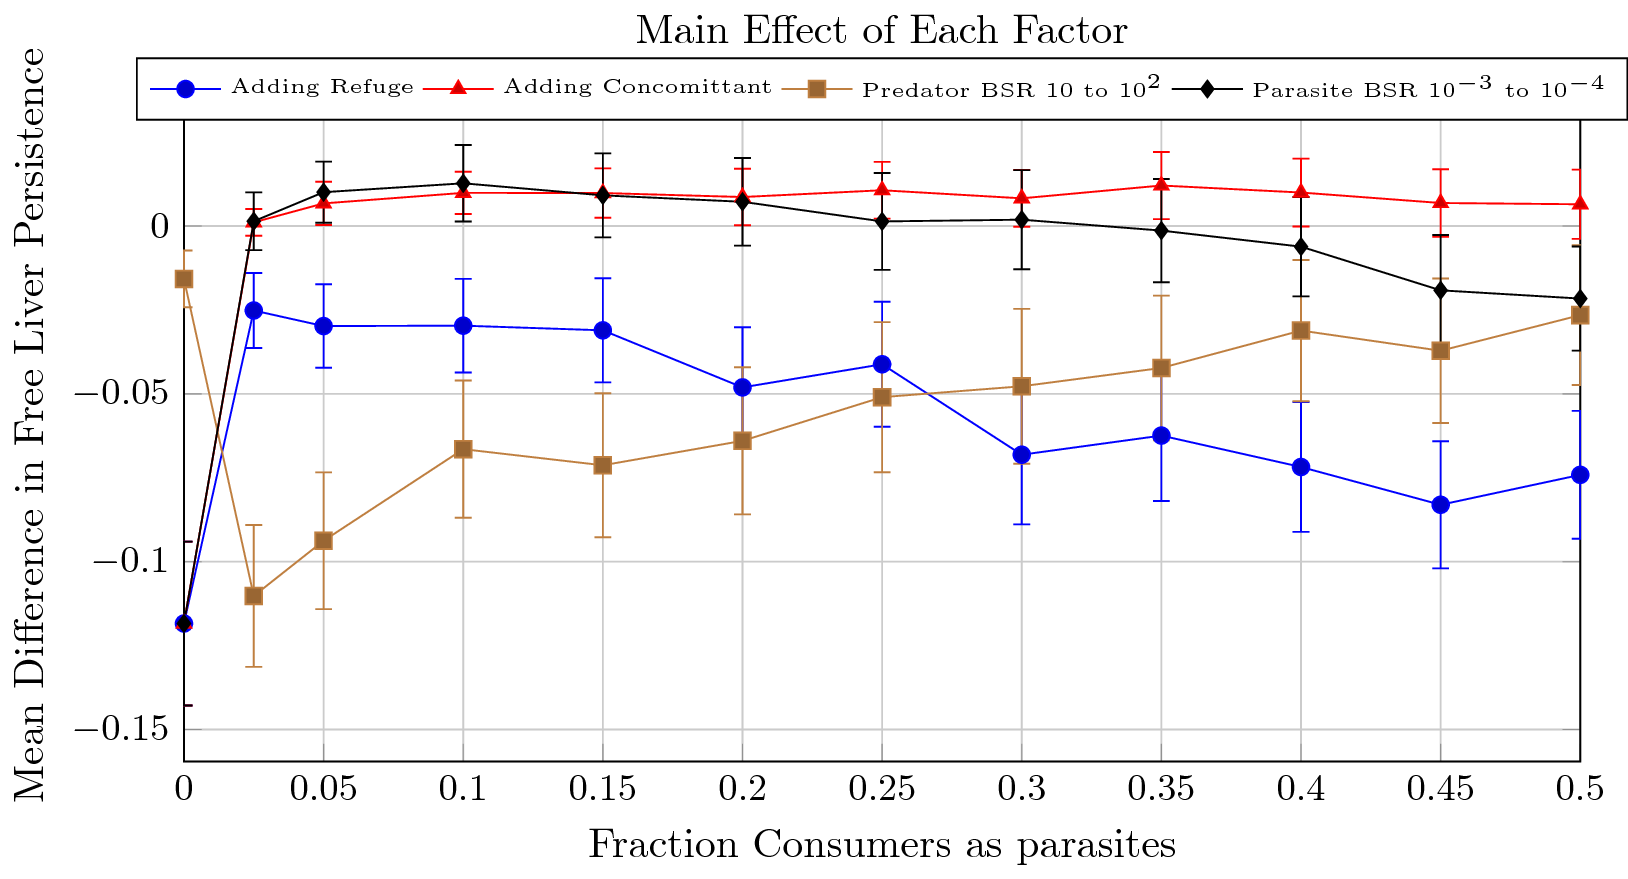 Main Effect of Each Factor
Adding Refuge Adding Concomittant Predator BSR 10 to 10² Parasite BSR 10⁻³ to 10⁻⁴
Mean Difference in Free Liver Persistence
0
−0.05
−0.1
−0.15
0 0.05 0.1 0.15 0.2 0.25 0.3 0.35 0.4 0.45 0.5
Fraction Consumers as parasites